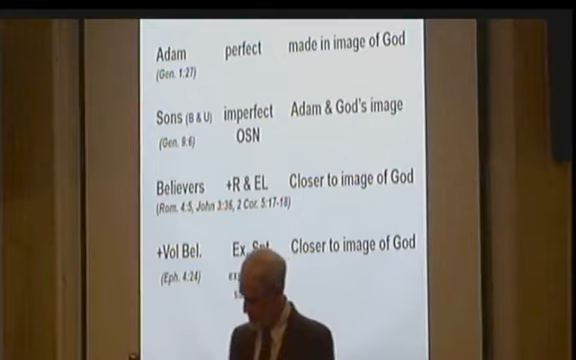 Adam perfect made in image of God
(Gen. 1:27)
Sons (B & U) imperfect Adam & God's image
(Gen. 9:6) OSN
Believers +R & EL Closer to image of God
(Rom. 4:5, John 3:36, 2 Cor. 5:17-18)
+Vol Bel. Ex Closer to image of God
(Eph. 4:24)